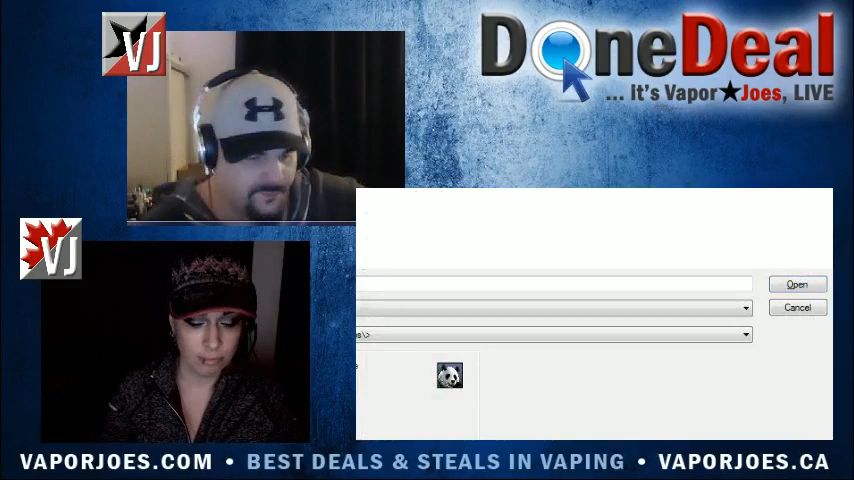 VJ
DoneDeal
... it's Vapor★Joes, LIVE
VJ
Open
Cancel
VAPORJOES.COM • BEST DEALS & STEALS IN VAPING • VAPORJOES.CA